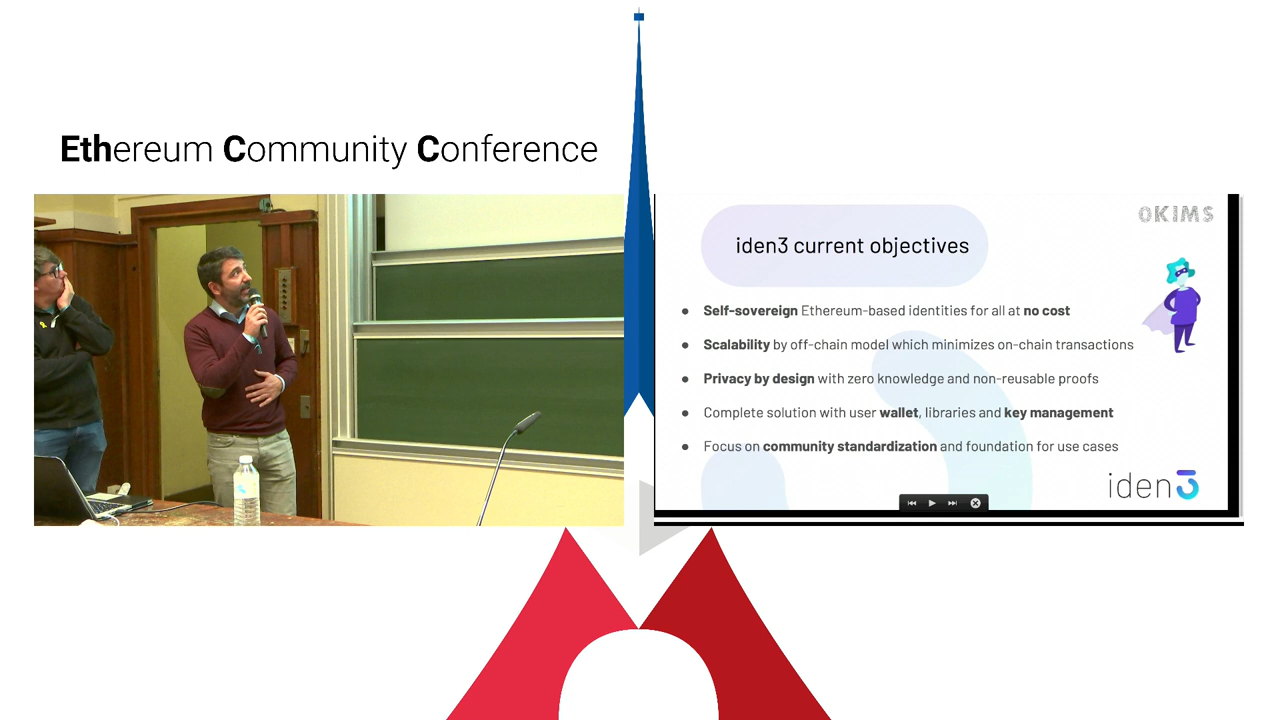 Ethereum Community Conference
OKIMS
iden3 current objectives
● Self-sovereign Ethereum-based identities for all at no cost
● Scalability by off-chain model which minimizes on-chain transactions
● Privacy by design with zero knowledge and non-reusable proofs
● Complete solution with user wallet, libraries and key management
● Focus on community standardization and foundation for use cases
iden3